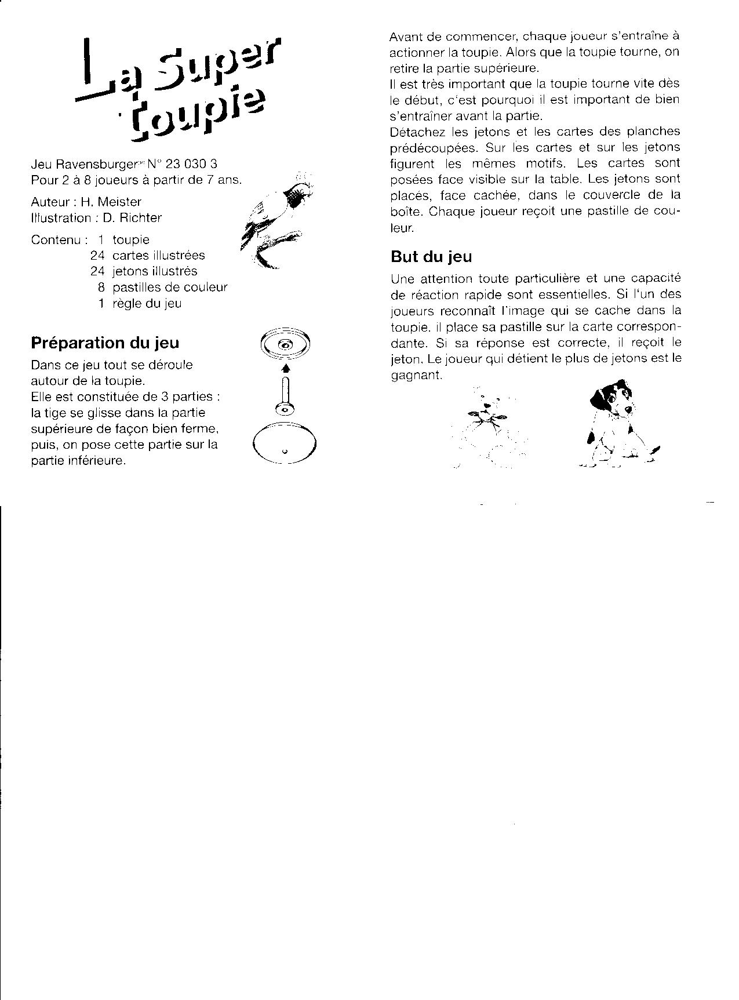 La Super
toupie
Jeu Ravensburger N° 23 030 3
Pour 2 à 8 joueurs à partir de 7 ans.
Auteur : H. Meister
Illustration : D. Richter
Contenu : 1 toupie
24 cartes illustrées
24 jetons illustrés
8 pastilles de couleur
1 règle du jeu
Préparation du jeu
Dans ce jeu tout se déroule
autour de la toupie.
Elle est constituée de 3 parties :
la tige se glisse dans la partie
supérieure de façon bien ferme,
puis, on pose cette partie sur la
partie inférieure.
Avant de commencer, chaque joueur s'entraîne à
actionner la toupie. Alors que la toupie tourne, on
retire la partie supérieure.
Il est très important que la toupie tourne vite dès
le début, c'est pourquoi il est important de bien
s'entraîner avant la partie.
Détachez les jetons et les cartes des planches
prédécoupées. Sur les cartes et sur les jetons
figurent les mêmes motifs. Les cartes sont
posées face visible sur la table. Les jetons sont
placés, face cachée, dans le couvercle de la
boîte. Chaque joueur reçoit une pastille de cou-
leur.
But du jeu
Une attention toute particulière et une capacité
de réaction rapide sont essentielles. Si l'un des
joueurs reconnaît l'image qui se cache dans la
toupie. il place sa pastille sur la carte correspon-
dante. Si sa réponse est correcte, il reçoit le
jeton. Le joueur qui détient le plus de jetons est le
gagnant.